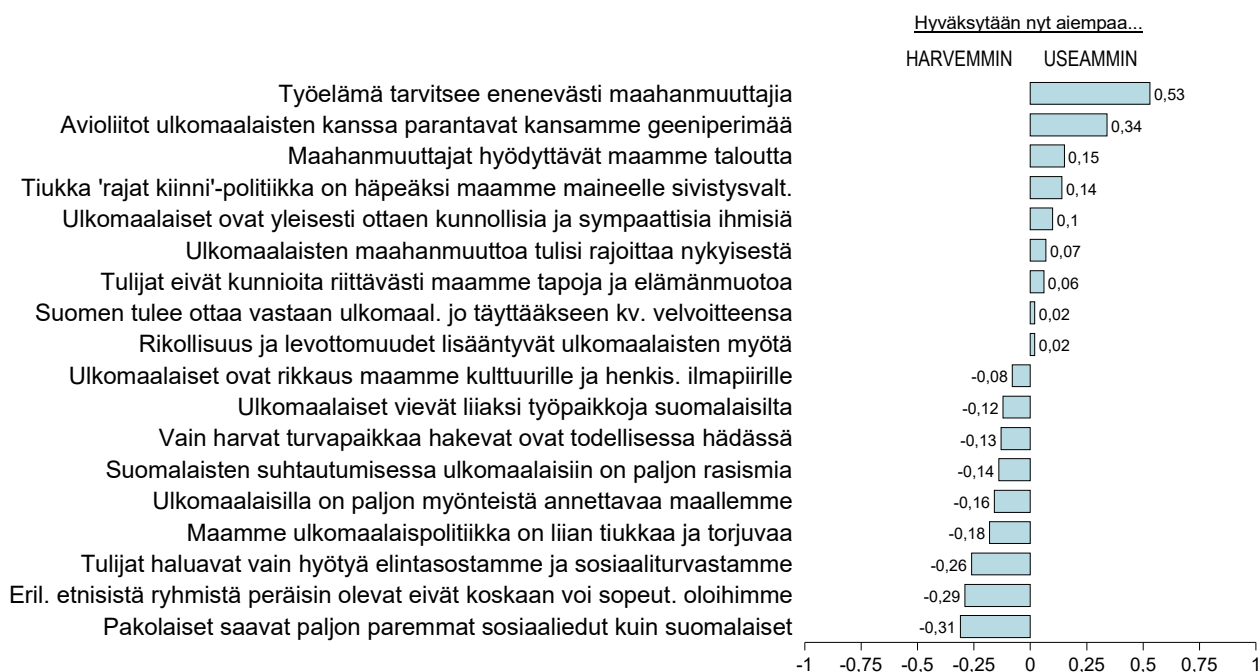 Hyväksytään nyt aiempaa...
HARVEMMIN USEAMMIN
Työelämä tarvitsee enenevästi maahanmuuttajia 0,53
Avioliitot ulkomaalaisten kanssa parantavat kansamme geeniperimää 0,34
Maahanmuuttajat hyödyttävät maamme taloutta 0,15
Tiukka 'rajat kiinni'-politiikka on häpeäksi maamme maineelle sivistysvalt. 0,14
Ulkomaalaiset ovat yleisesti ottaen kunnollisia ja sympaattisia ihmisiä 0,1
Ulkomaalaisten maahanmuuttoa tulisi rajoittaa nykyisestä 0,07
Tulijat eivät kunnioita riittävästi maamme tapoja ja elämänmuotoa 0,06
Suomen tulee ottaa vastaan ulkomaal. jo täyttääkseen kv. velvoitteensa 0,02
Rikollisuus ja levottomuudet lisääntyvät ulkomaalaisten myötä 0,02
Ulkomaalaiset ovat rikkaus maamme kulttuurille ja henkis. ilmapiirille -0,08
Ulkomaalaiset vievät liiaksi työpaikkoja suomalaisilta -0,12
Vain harvat turvapaikkaa hakevat ovat todellisessa hädässä -0,13
Suomalaisten suhtautumisessa ulkomaalaisiin on paljon rasismia -0,14
Ulkomaalaisilla on paljon myönteistä annettavaa maallemme -0,16
Maamme ulkomaalaispolitiikka on liian tiukkaa ja torjuvaa -0,18
Tulijat haluavat vain hyötyä elintasostamme ja sosiaaliturvastamme -0,26
Eril. etnisistä ryhmistä peräisin olevat eivät koskaan voi sopeut. oloihimme -0,29
Pakolaiset saavat paljon paremmat sosiaaliedut kuin suomalaiset -0,31
-1 -0,75 -0,5 -0,25 0 0,25 0,5 0,75 1